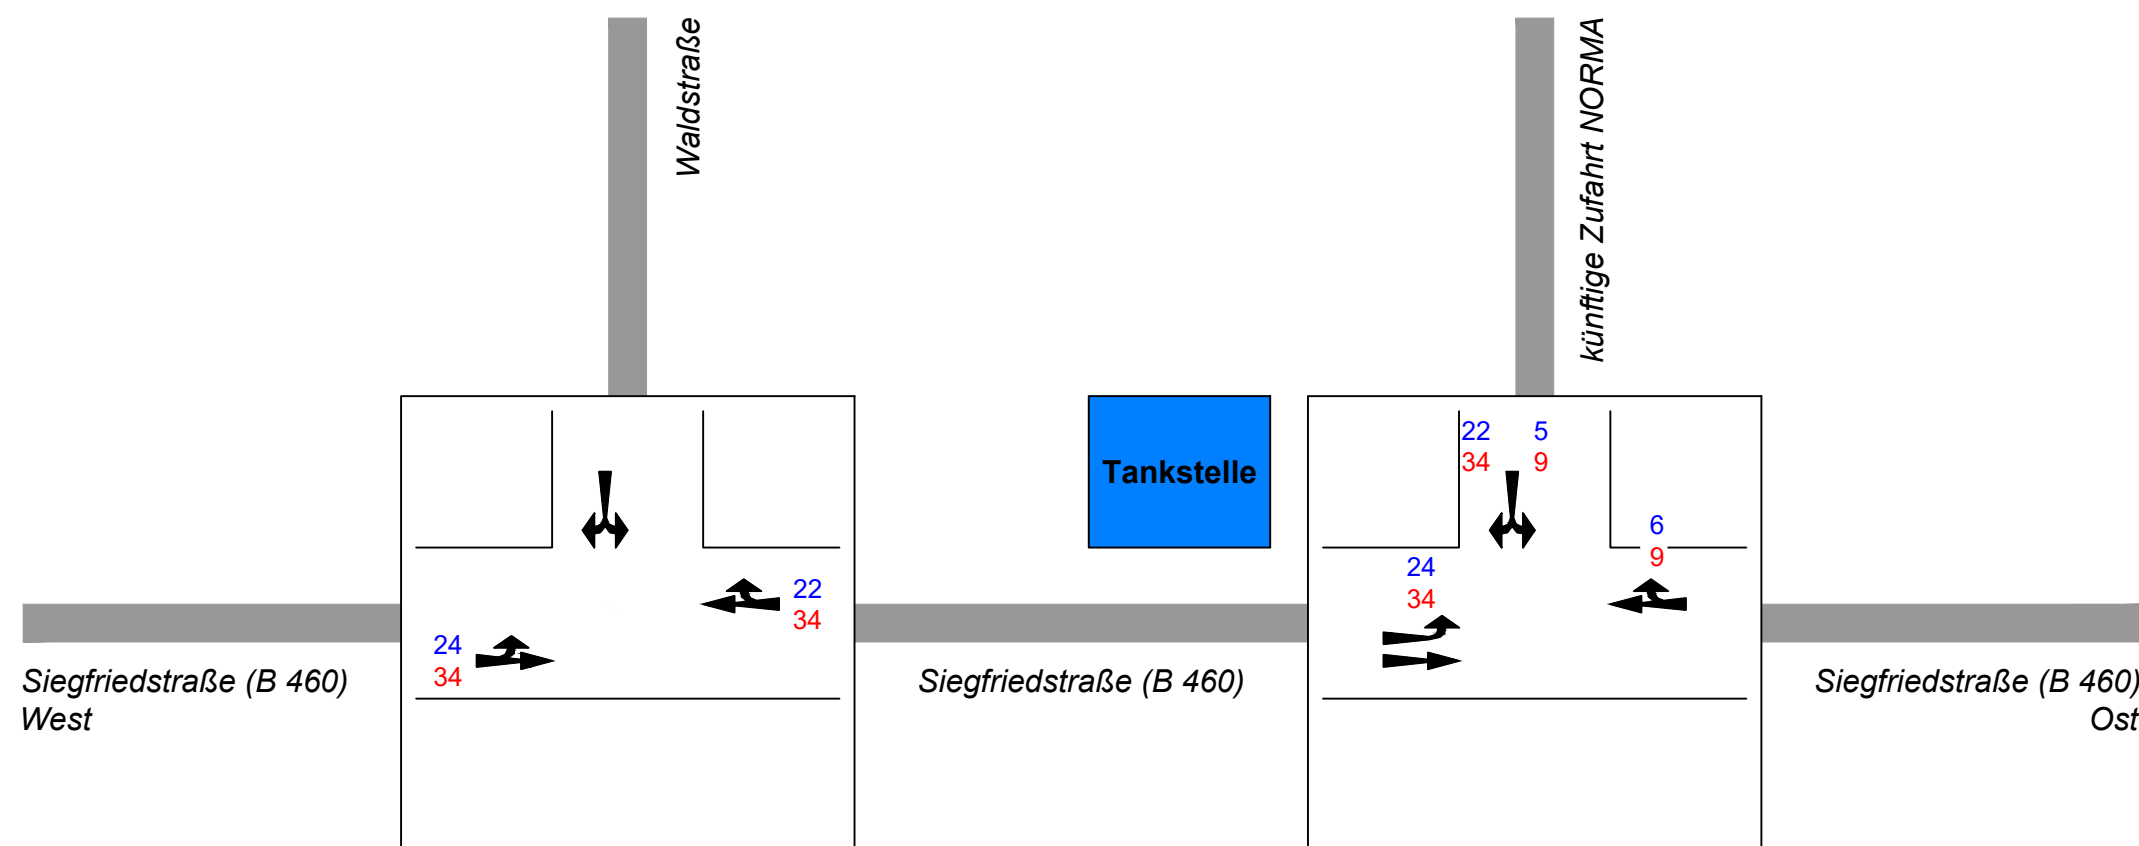 Waldstraße
künftige Zufahrt NORMA
22 5
34 9
Tankstelle
6
9
24
34
22
34
24
34
Siegfriedstraße (B 460)
West
Siegfriedstraße (B 460)
Siegfriedstraße (B 460)
Ost